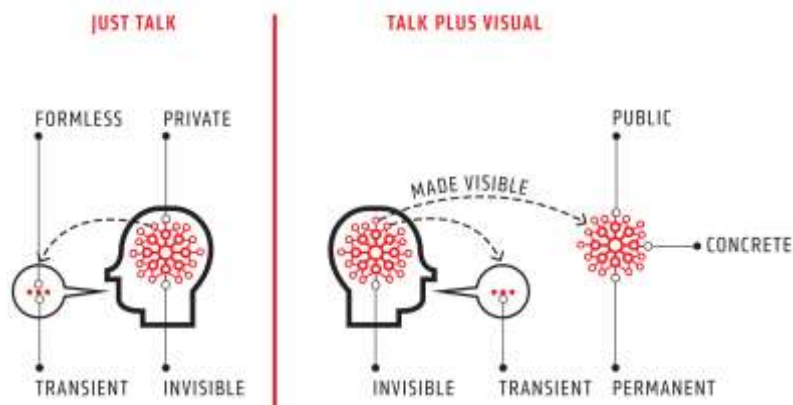 JUST TALK
TALK PLUS VISUAL
FORMLESS
PRIVATE
PUBLIC
MADE VISIBLE
CONCRETE
TRANSIENT
INVISIBLE
INVISIBLE
TRANSIENT
PERMANENT